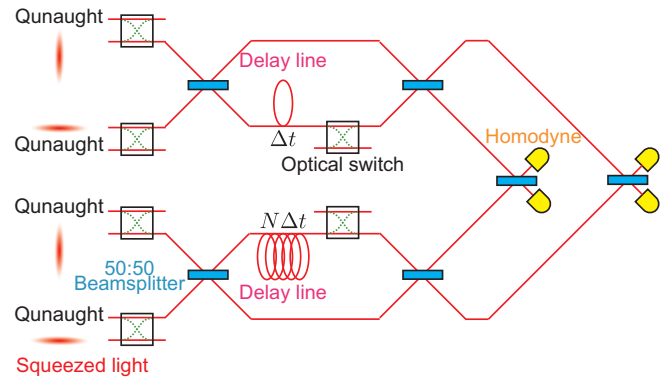 Qunaught
Delay line
Δt
Qunaught
Optical switch
Homodyne
Qunaught
NΔt
50:50
Beamsplitter
Delay line
Qunaught
Squeezed light